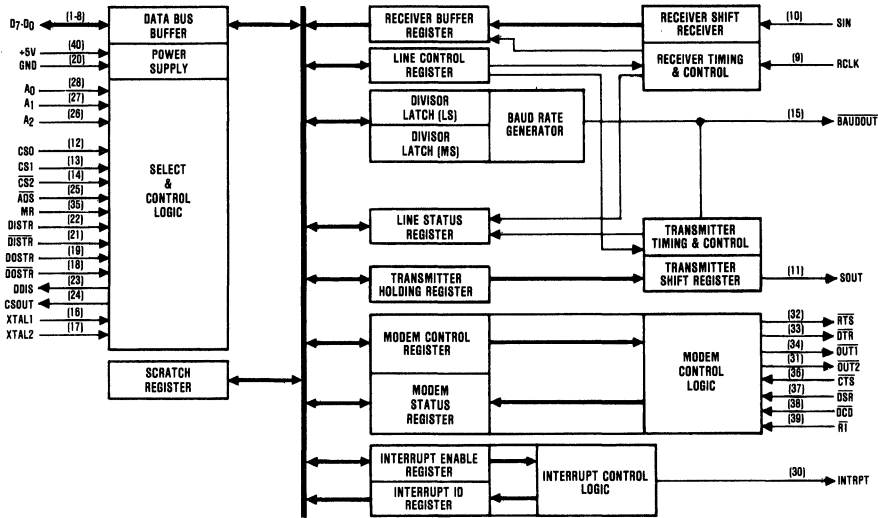 D7-D0 (1-8)
+5V (40)
GND (20)
A0 (28)
A1 (27)
A2 (26)
CS0 (12)
CS1 (13)
CS2 (14)
ADS (25)
MR (35)
DISTR (22)
DISTR (21)
DOSTR (19)
DOSTR (18)
DDIS (23)
CSOUT (24)
XTAL1 (16)
XTAL2 (17)
DATA BUS
BUFFER
POWER
SUPPLY
SELECT
&
CONTROL
LOGIC
SCRATCH
REGISTER
RECEIVER BUFFER
REGISTER
LINE CONTROL
REGISTER
DIVISOR
LATCH (LS)
DIVISOR
LATCH (MS)
BAUD RATE
GENERATOR
LINE STATUS
REGISTER
TRANSMITTER
HOLDING REGISTER
MODEM CONTROL
REGISTER
MODEM
STATUS
REGISTER
INTERRUPT ENABLE
REGISTER
INTERRUPT ID
REGISTER
INTERRUPT CONTROL
LOGIC
RECEIVER SHIFT
RECEIVER
RECEIVER TIMING
& CONTROL
TRANSMITTER
TIMING & CONTROL
TRANSMITTER
SHIFT REGISTER
MODEM
CONTROL
LOGIC
(10) SIN
(9) RCLK
(15) BAUDOUT
(11) SOUT
(32) RTS
(33) DTR
(34) OUT1
(31) OUT2
(36) CTS
(37) DSR
(38) DCD
(39) RI
(30) INTRPT